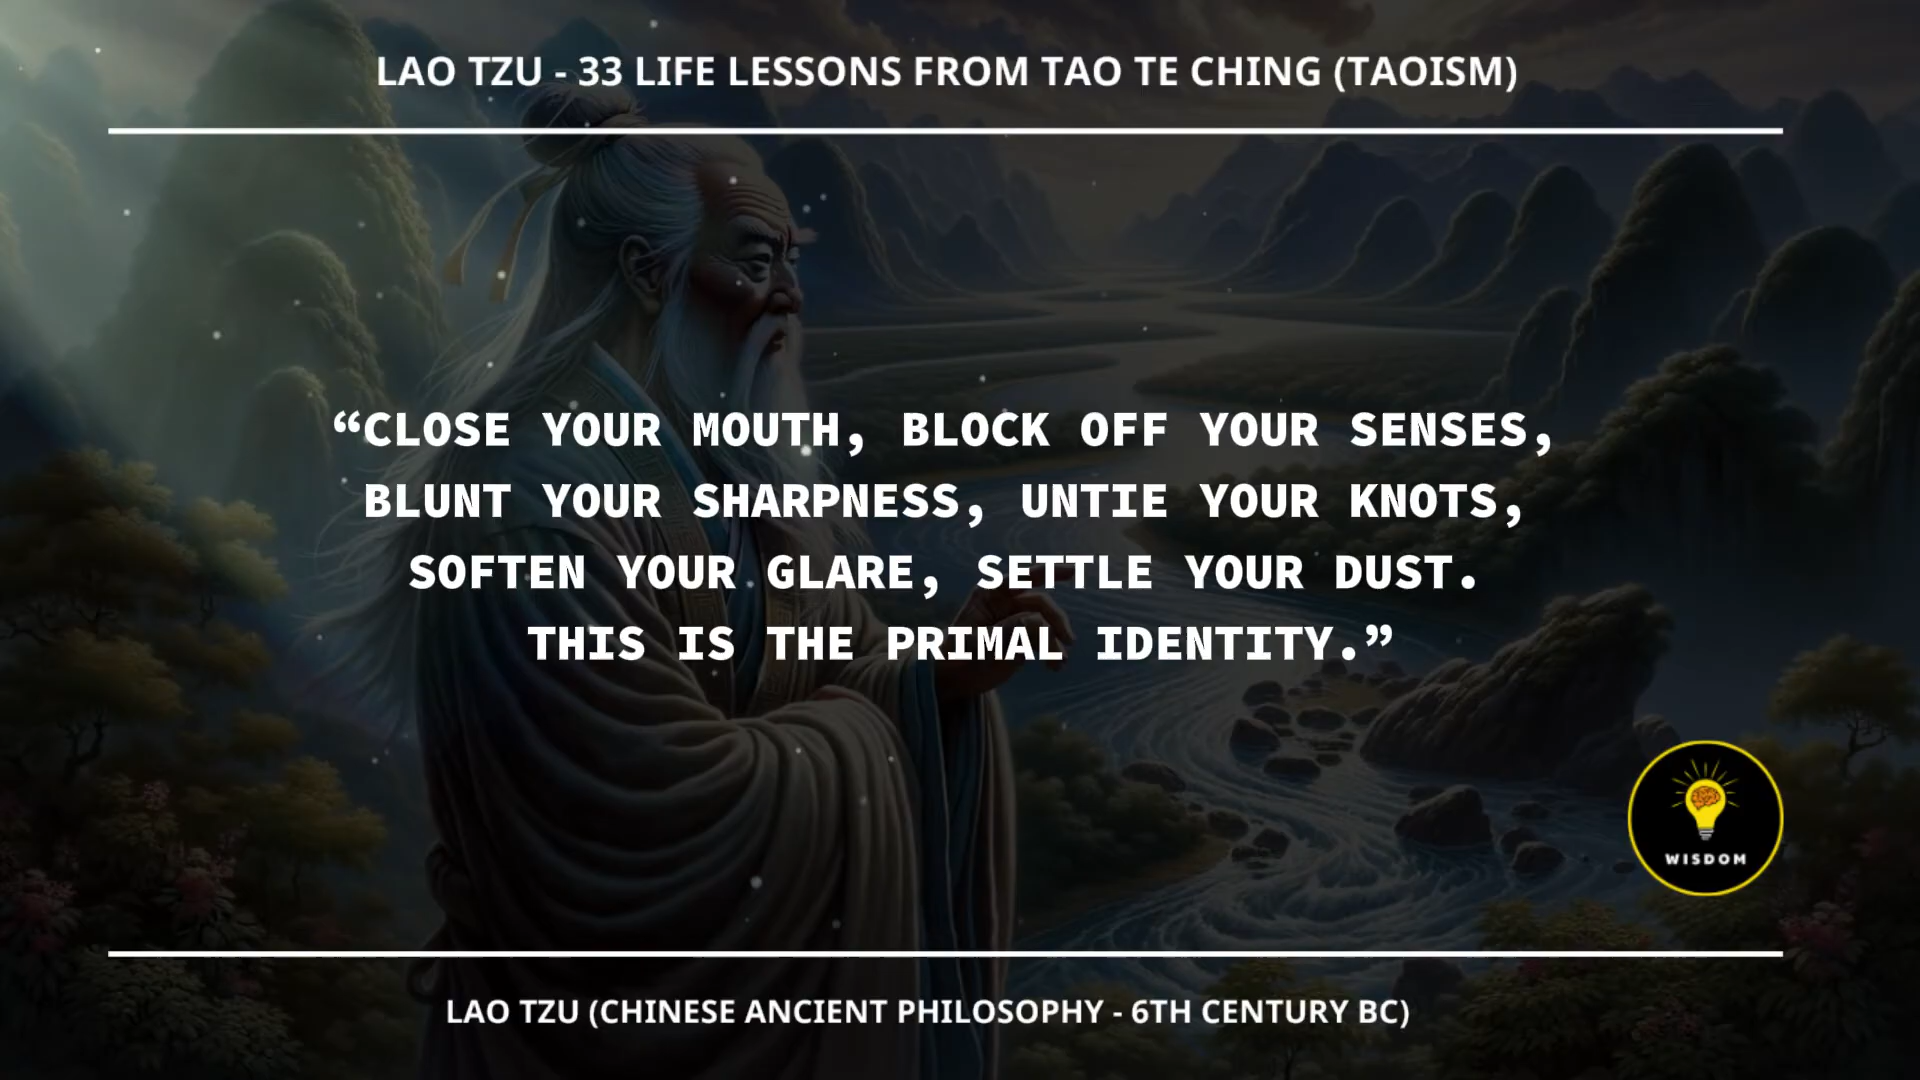 LAO TZU - 33 LIFE LESSONS FROM TAO TE CHING (TAOISM)
“CLOSE YOUR MOUTH, BLOCK OFF YOUR SENSES,
BLUNT YOUR SHARPNESS, UNTIE YOUR KNOTS,
SOFTEN YOUR GLARE, SETTLE YOUR DUST.
THIS IS THE PRIMAL IDENTITY.”
WISDOM
LAO TZU (CHINESE ANCIENT PHILOSOPHY - 6TH CENTURY BC)